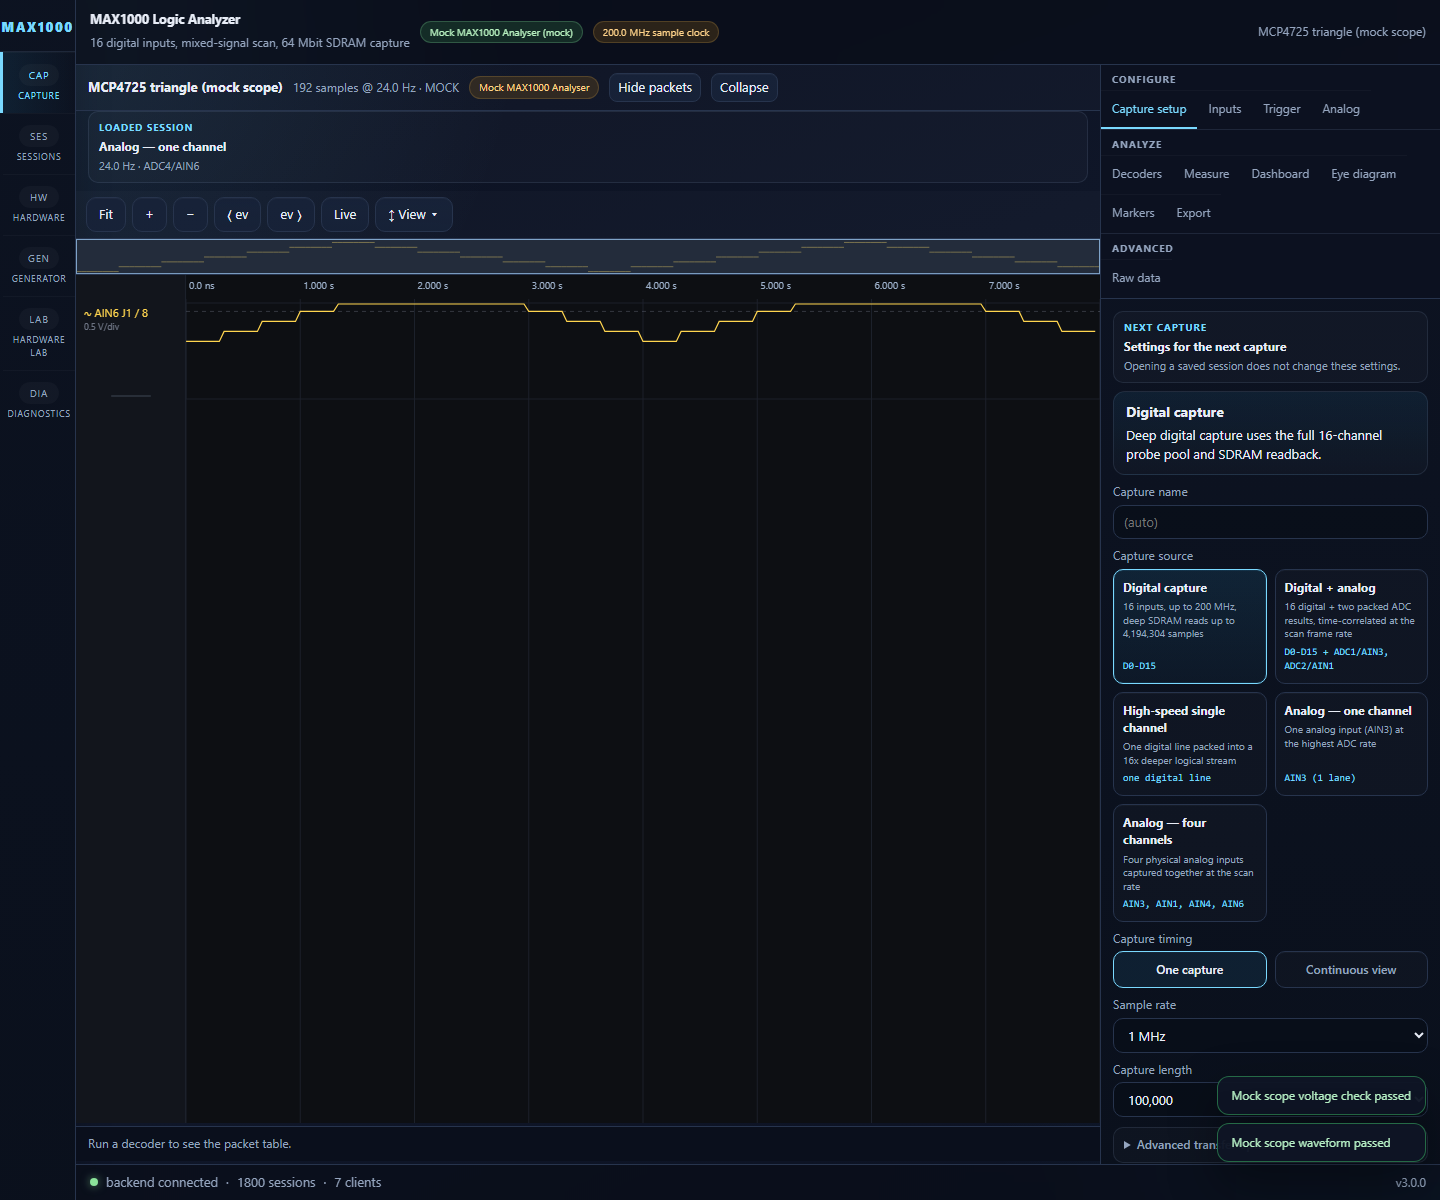 MAX1000
CAP
CAPTURE
SES
SESSIONS
HW
HARDWARE
GEN
GENERATOR
LAB
HARDWARE
LAB
DIA
DIAGNOSTICS
MAX1000 Logic Analyzer
16 digital inputs, mixed-signal scan, 64 Mbit SDRAM capture
Mock MAX1000 Analyser (mock)
200.0 MHz sample clock
MCP4725 triangle (mock scope)
MCP4725 triangle (mock scope)
192 samples @ 24.0 Hz · MOCK
Mock MAX1000 Analyser
Hide packets
Collapse
LOADED SESSION
Analog — one channel
24.0 Hz · ADC4/AIN6
Fit
+
−
⟨ ev
ev ⟩
Live
↕ View ▾
0.0 ns
1.000 s
2.000 s
3.000 s
4.000 s
5.000 s
6.000 s
7.000 s
~ AIN6 J1 / 8
0.5 V/div
Run a decoder to see the packet table.
CONFIGURE
Capture setup
Inputs
Trigger
Analog
ANALYZE
Decoders
Measure
Dashboard
Eye diagram
Markers
Export
ADVANCED
Raw data
NEXT CAPTURE
Settings for the next capture
Opening a saved session does not change these settings.
Digital capture
Deep digital capture uses the full 16-channel
probe pool and SDRAM readback.
Capture name
(auto)
Capture source
Digital capture
16 inputs, up to 200 MHz,
deep SDRAM reads up to
4,194,304 samples
D0-D15
Digital + analog
16 digital + two packed ADC
results, time-correlated at the
scan frame rate
D0-D15 + ADC1/AIN3,
ADC2/AIN1
High-speed single
channel
One digital line packed into a
16x deeper logical stream
one digital line
Analog — one channel
One analog input (AIN3) at
the highest ADC rate
AIN3 (1 lane)
Analog — four
channels
Four physical analog inputs
captured together at the scan
rate
AIN3, AIN1, AIN4, AIN6
Capture timing
One capture
Continuous view
Sample rate
1 MHz
Capture length
100,000
Mock scope voltage check passed
▶ Advanced tran
Mock scope waveform passed
backend connected · 1800 sessions · 7 clients
v3.0.0